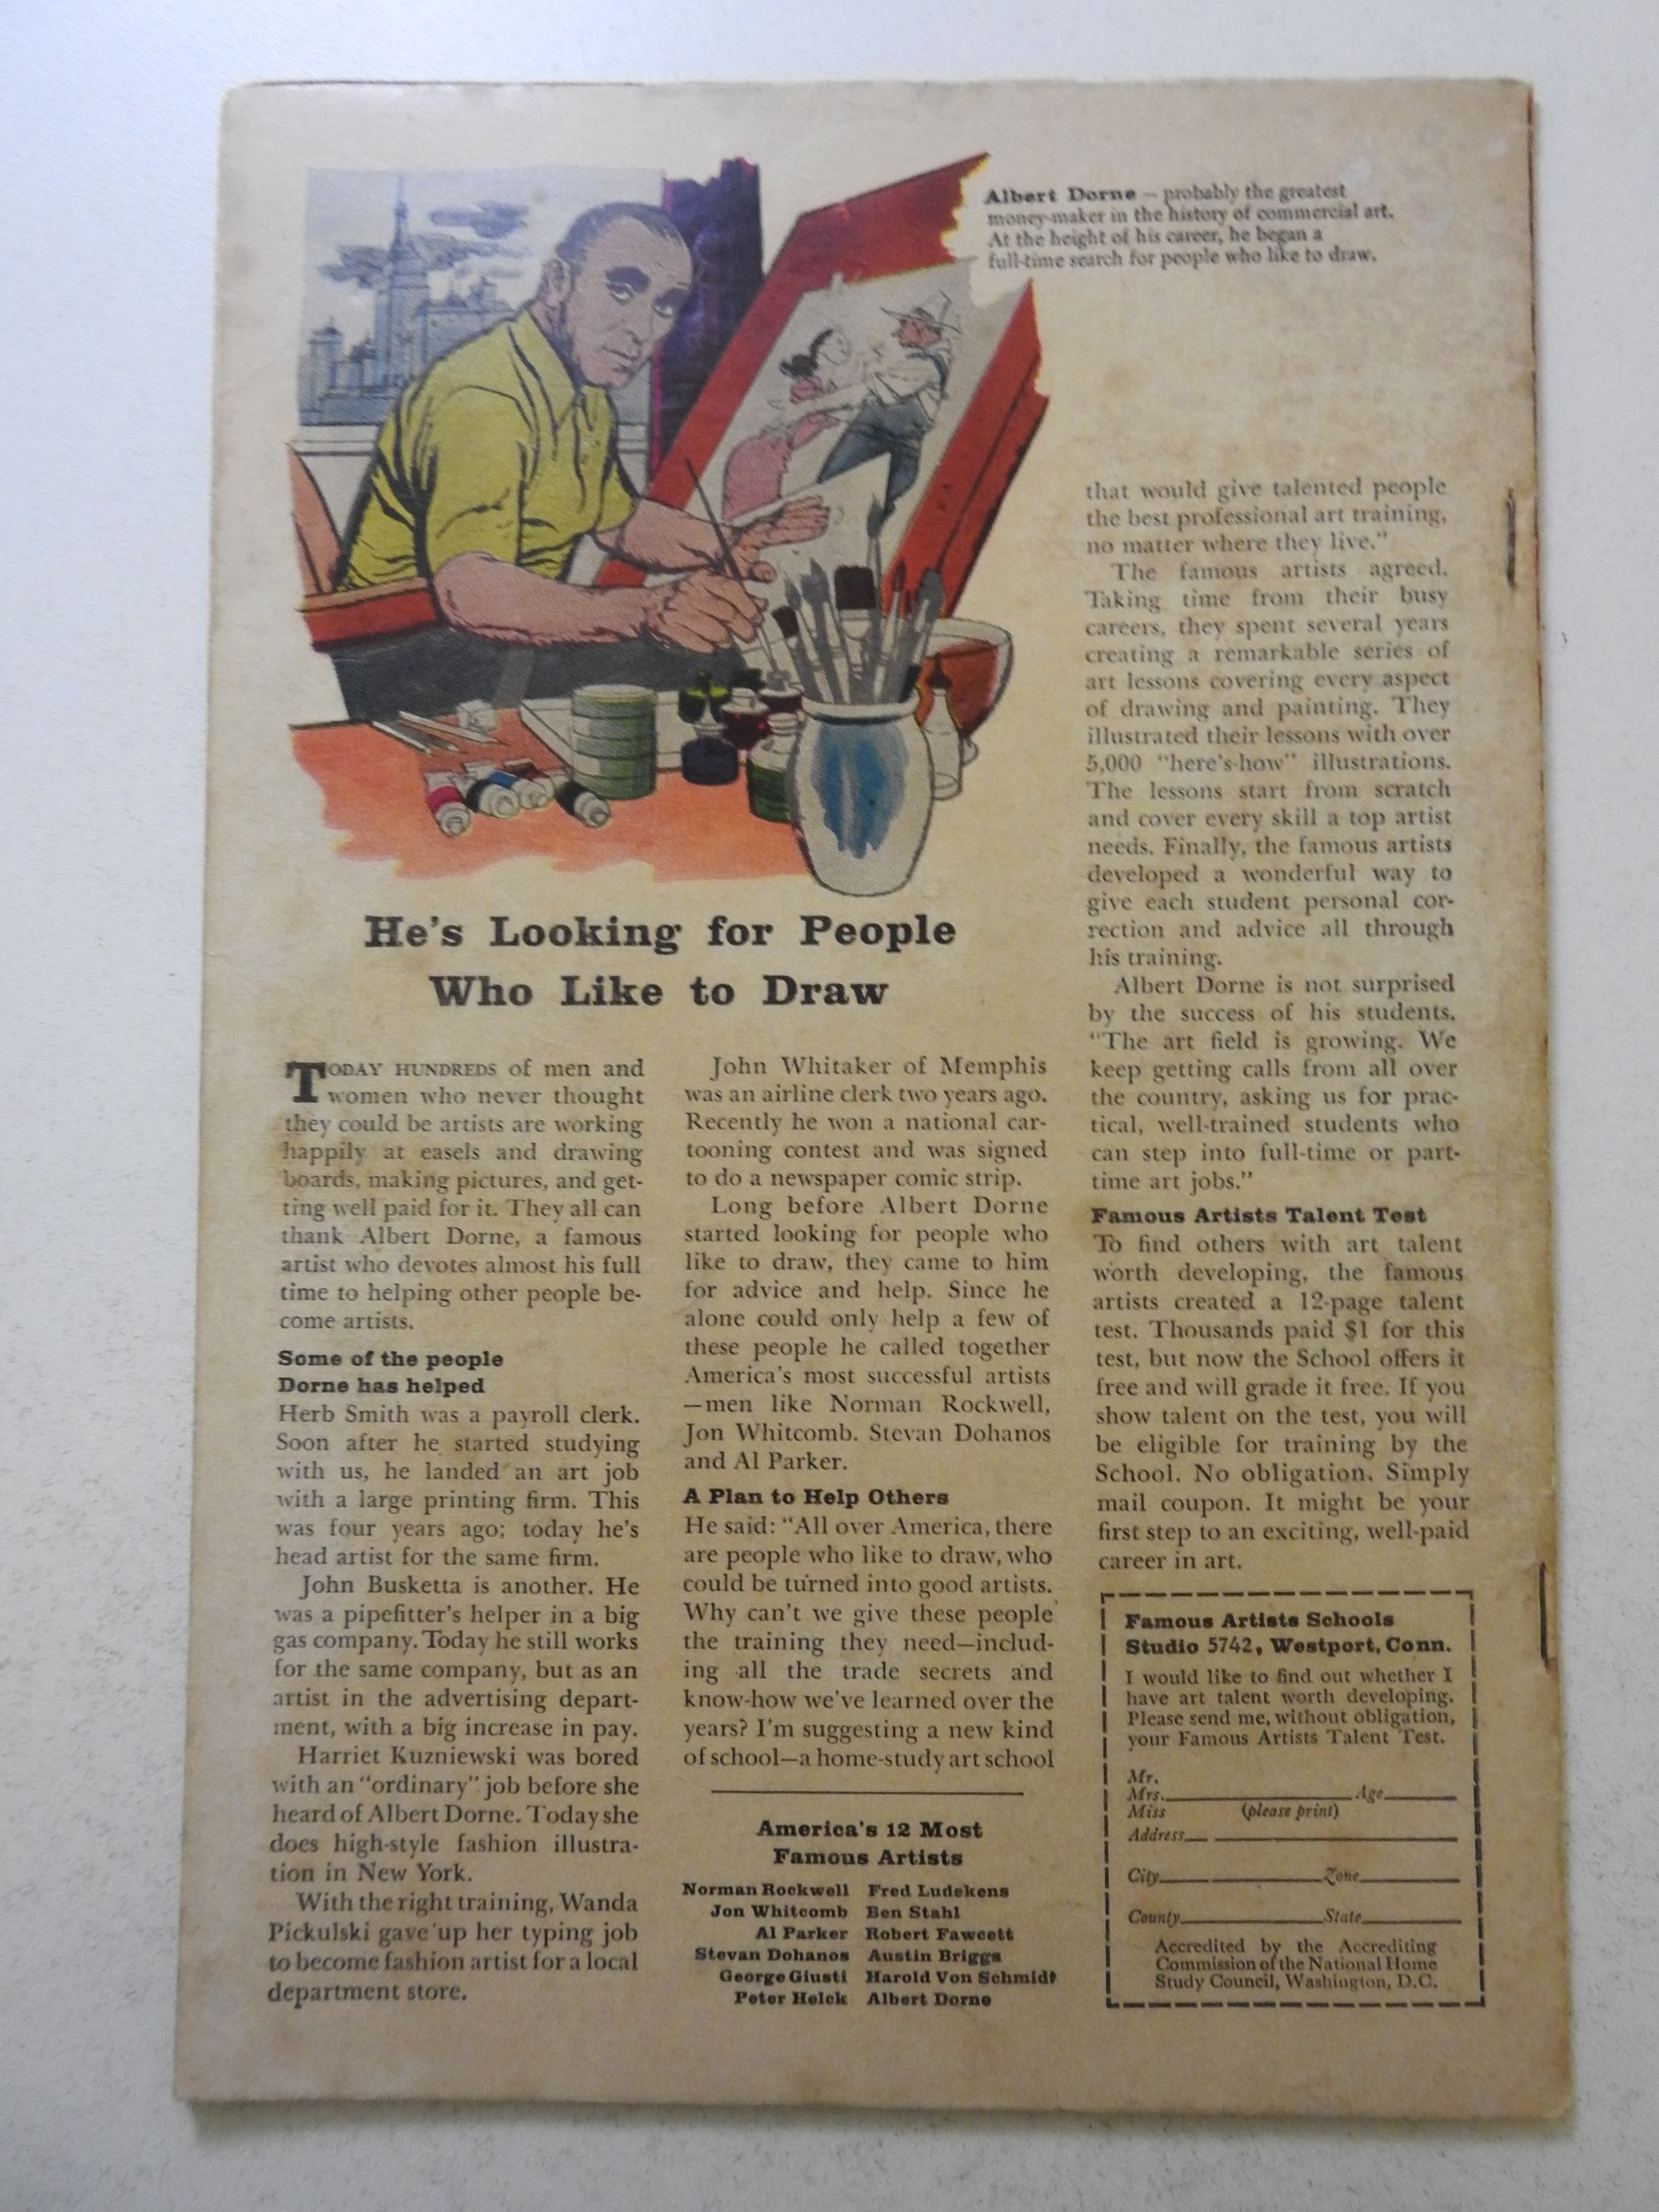 Albert Dorne – probably the greatest
money-maker in the history of commercial art.
At the height of his career, he began a
full-time search for people who like to draw.
He's Looking for People
Who Like to Draw
TODAY HUNDREDS of men and
women who never thought
they could be artists are working
happily at easels and drawing
boards, making pictures, and get-
ting well paid for it. They all can
thank Albert Dorne, a famous
artist who devotes almost his full
time to helping other people be-
come artists.
Some of the people
Dorne has helped
Herb Smith was a payroll clerk.
Soon after he started studying
with us, he landed an art job
with a large printing firm. This
was four years ago; today he's
head artist for the same firm.
John Busketta is another. He
was a pipefitter's helper in a big
gas company. Today he still works
for the same company, but as an
artist in the advertising depart-
ment, with a big increase in pay.
Harriet Kuzniewski was bored
with an "ordinary" job before she
heard of Albert Dorne. Today she
does high-style fashion illustra-
tion in New York.
With the right training, Wanda
Pickulski gave up her typing job
to become fashion artist for a local
department store.
John Whitaker of Memphis
was an airline clerk two years ago.
Recently he won a national car-
tooning contest and was signed
to do a newspaper comic strip.
Long before Albert Dorne
started looking for people who
like to draw, they came to him
for advice and help. Since he
alone could only help a few of
these people he called together
America's most successful artists
—men like Norman Rockwell,
Jon Whitcomb. Stevan Dohanos
and Al Parker.
A Plan to Help Others
He said: "All over America, there
are people who like to draw, who
could be turned into good artists.
Why can't we give these people
the training they need—includ-
ing all the trade secrets and
know-how we've learned over the
years? I'm suggesting a new kind
of school—a home-study art school
America's 12 Most
Famous Artists
Norman Rockwell Fred Ludekens
Jon Whitcomb Ben Stahl
Al Parker Robert Fawcett
Stevan Dohanos Austin Briggs
George Giusti Harold Von Schmidt
Peter Helck Albert Dorne
that would give talented people
the best professional art training,
no matter where they live."
The famous artists agreed.
Taking time from their busy
careers, they spent several years
creating a remarkable series of
art lessons covering every aspect
of drawing and painting. They
illustrated their lessons with over
5,000 "here's-how" illustrations.
The lessons start from scratch
and cover every skill a top artist
needs. Finally, the famous artists
developed a wonderful way to
give each student personal cor-
rection and advice all through
his training.
Albert Dorne is not surprised
by the success of his students.
"The art field is growing. We
keep getting calls from all over
the country, asking us for prac-
tical, well-trained students who
can step into full-time or part-
time art jobs."
Famous Artists Talent Test
To find others with art talent
worth developing, the famous
artists created a 12-page talent
test. Thousands paid $1 for this
test, but now the School offers it
free and will grade it free. If you
show talent on the test, you will
be eligible for training by the
School. No obligation. Simply
mail coupon. It might be your
first step to an exciting, well-paid
career in art.
Famous Artists Schools
Studio 5742, Westport, Conn.
I would like to find out whether I
have art talent worth developing.
Please send me, without obligation,
your Famous Artists Talent Test.
Mr.
Mrs. Age
Miss (please print)
Address
City Zone
County State
Accredited by the Accrediting
Commission of the National Home
Study Council, Washington, D.C.